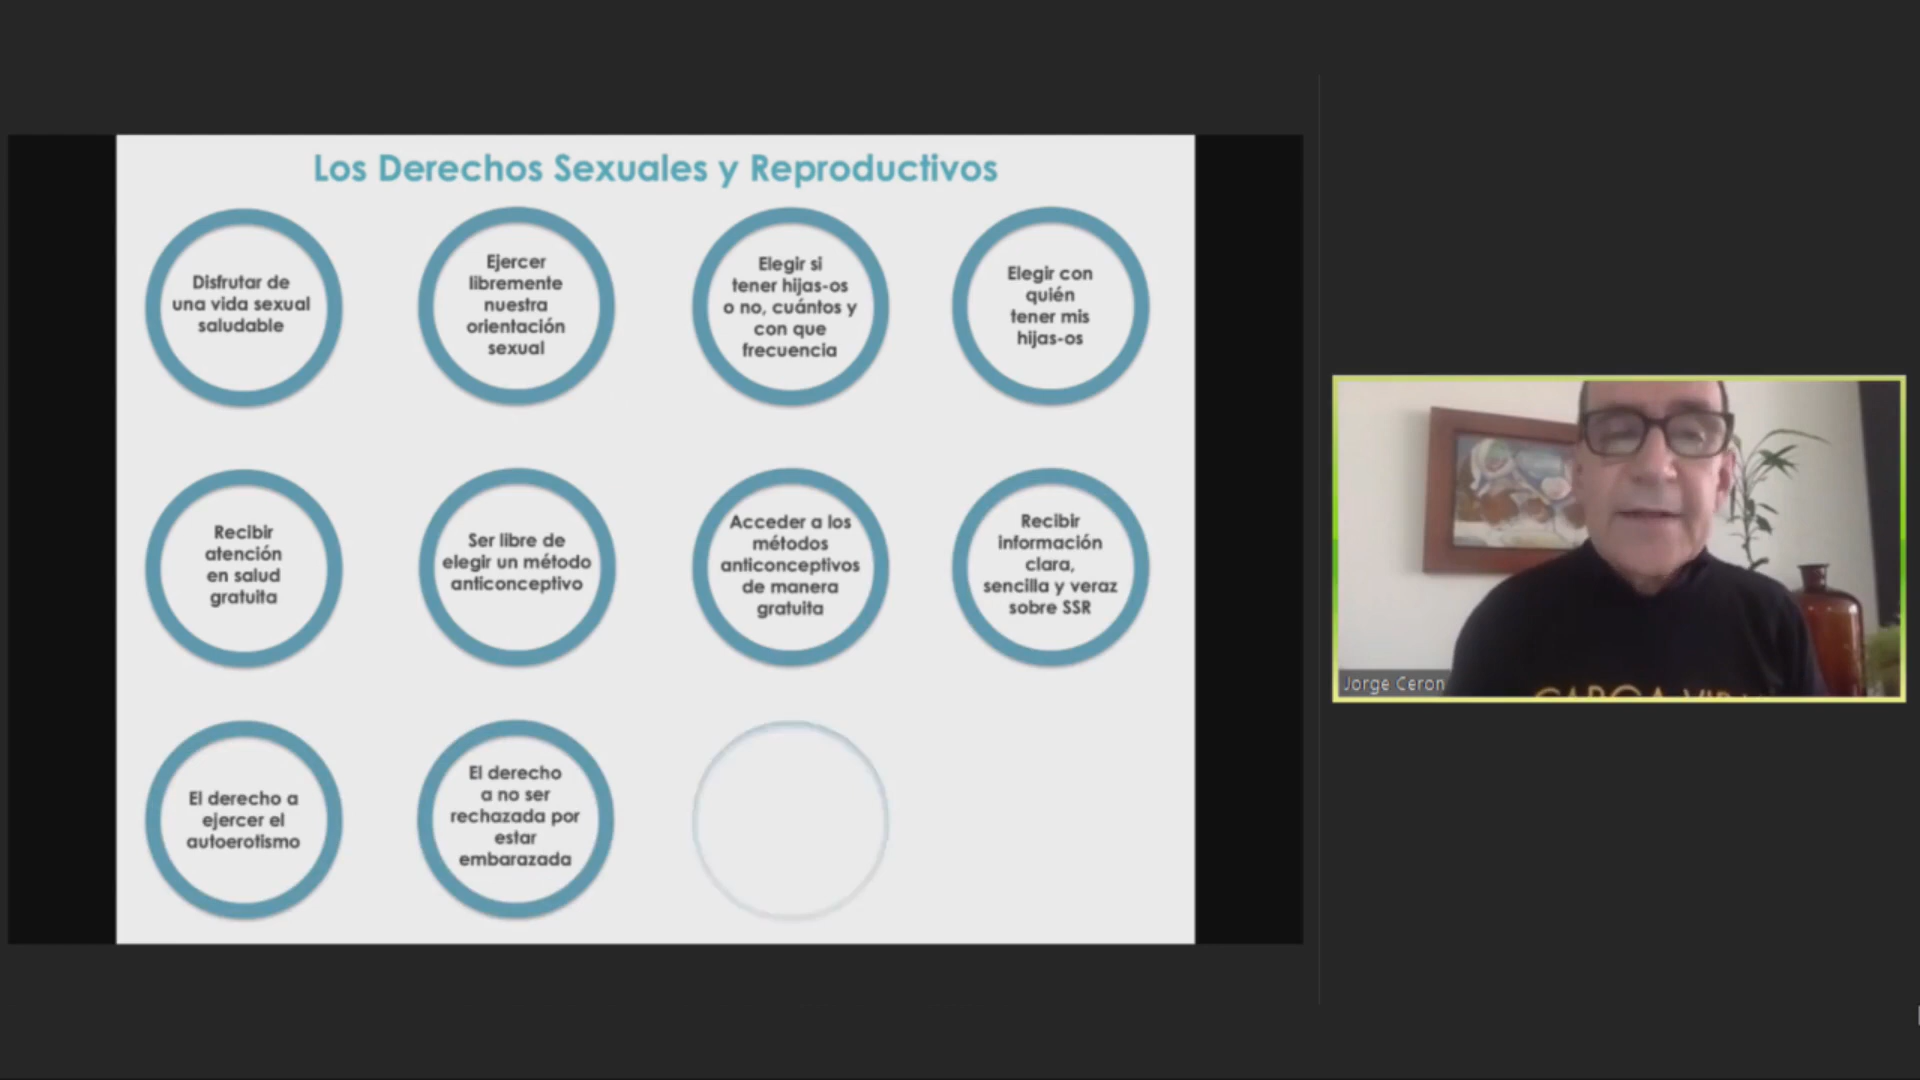 Los Derechos Sexuales y Reproductivos
Disfrutar de
una vida sexual
saludable
Ejercer
libremente
nuestra
orientación
sexual
Elegir si
tener hijas-os
o no, cuántos y
con que
frecuencia
Elegir con
quién
tener mis
hijas-os
Recibir
atención
en salud
gratuita
Ser libre de
elegir un método
anticonceptivo
Acceder a los
métodos
anticonceptivos
de manera
gratuita
Recibir
información
clara,
sencilla y veraz
sobre SSR
El derecho a
ejercer el
autoerotismo
El derecho
a no ser
rechazada por
estar
embarazada
Jorge Ceron